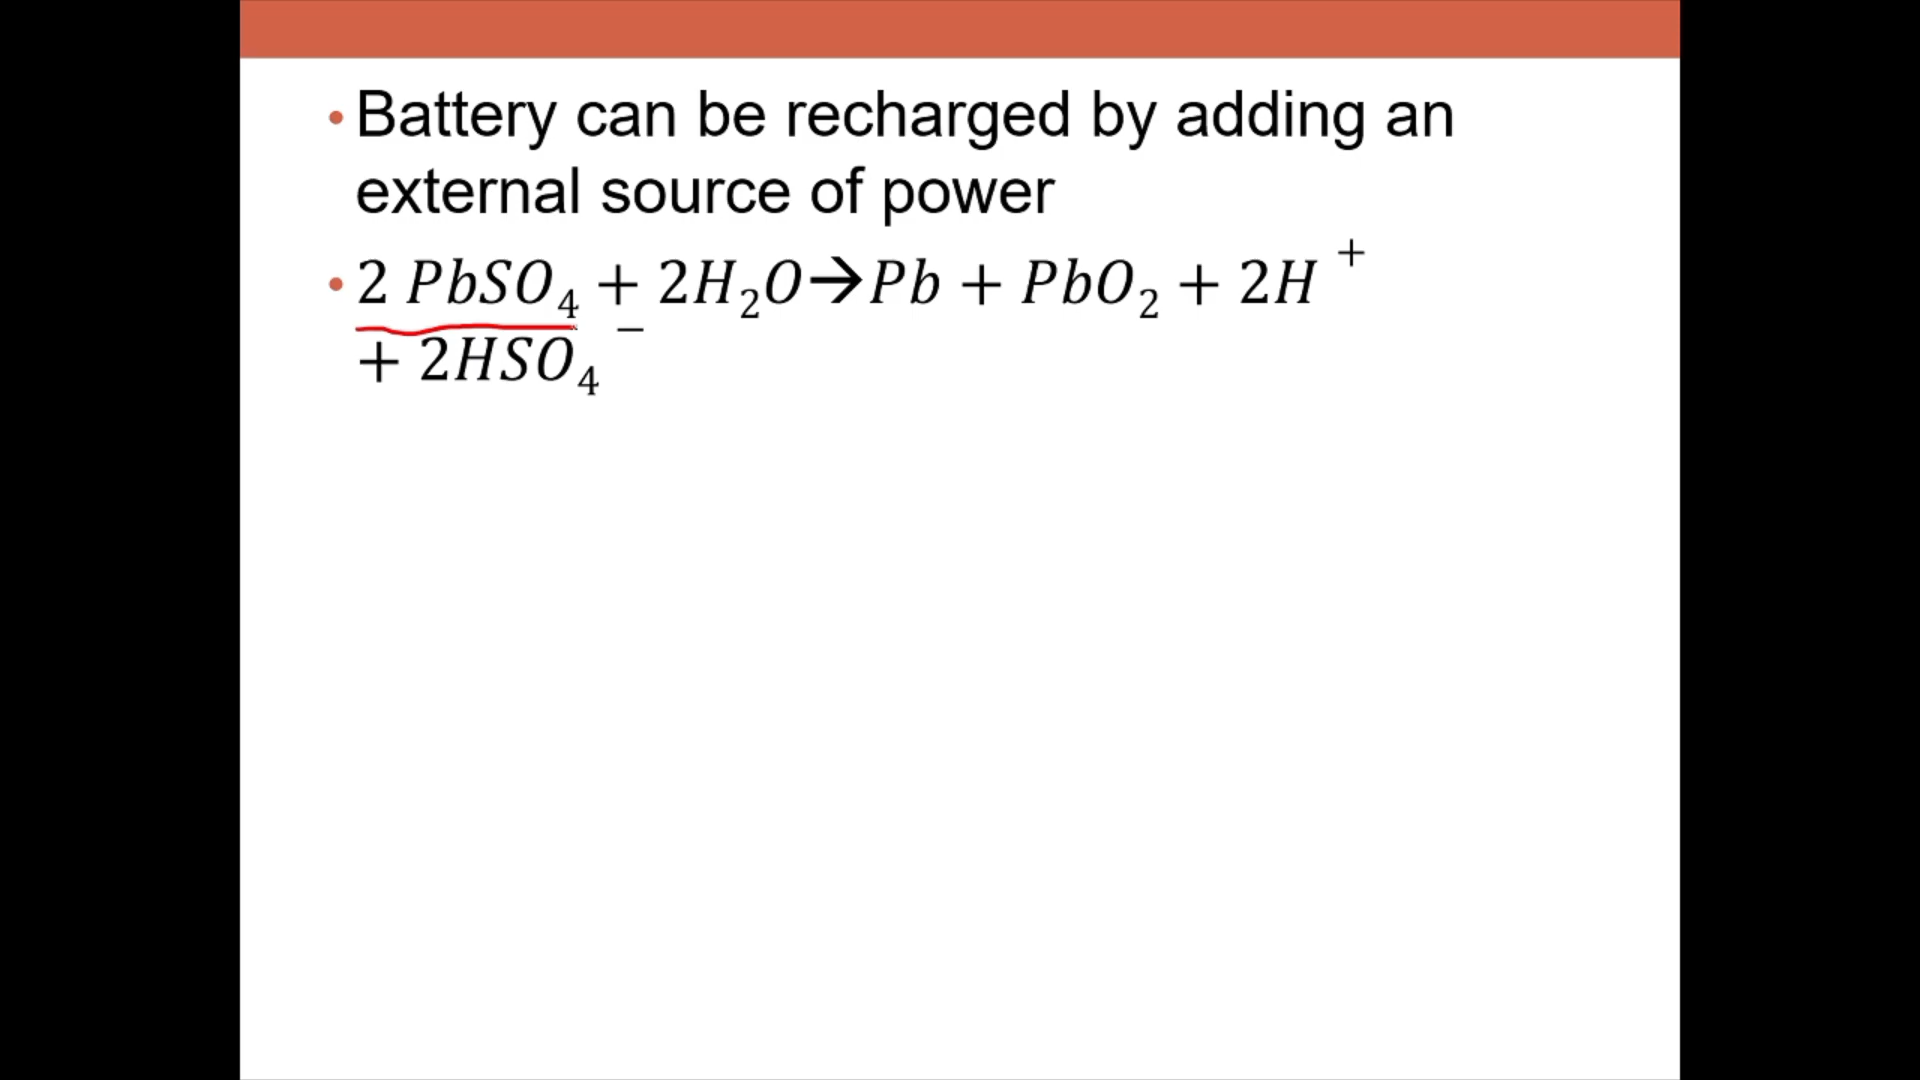 • Battery can be recharged by adding an
external source of power
• 2 PbSO₄ + 2H₂O→Pb + PbO₂ + 2H ⁺
+ 2HSO₄ ⁻